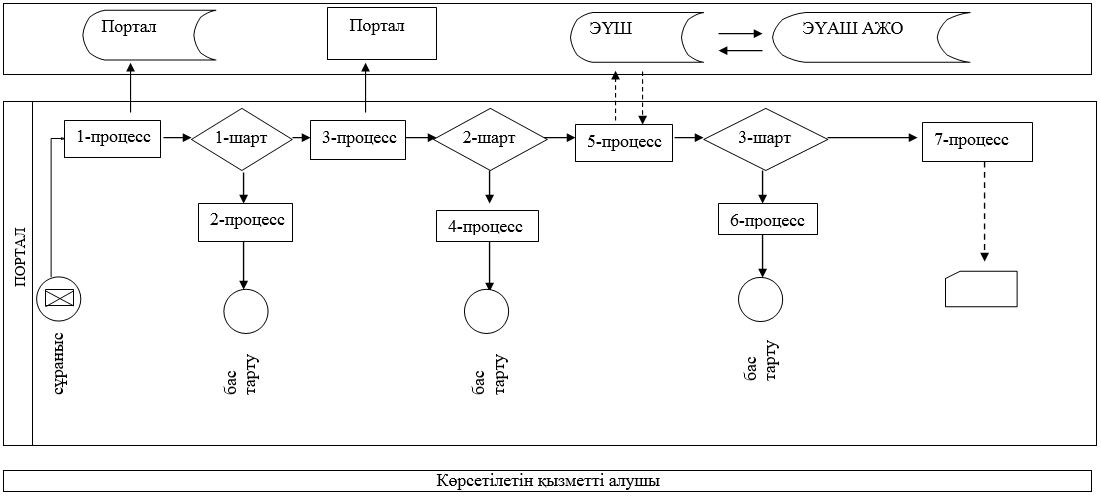 Портал
Портал
ЭҮШ
ЭҮАШ АЖО
1-процесс
1-шарт
3-процесс
2-шарт
5-процесс
3-шарт
7-процесс
2-процесс
4-процесс
6-процесс
ПОРТАЛ
сұраныс
бас
тарту
бас
тарту
бас
тарту
Көрсетілетін қызметті алушы